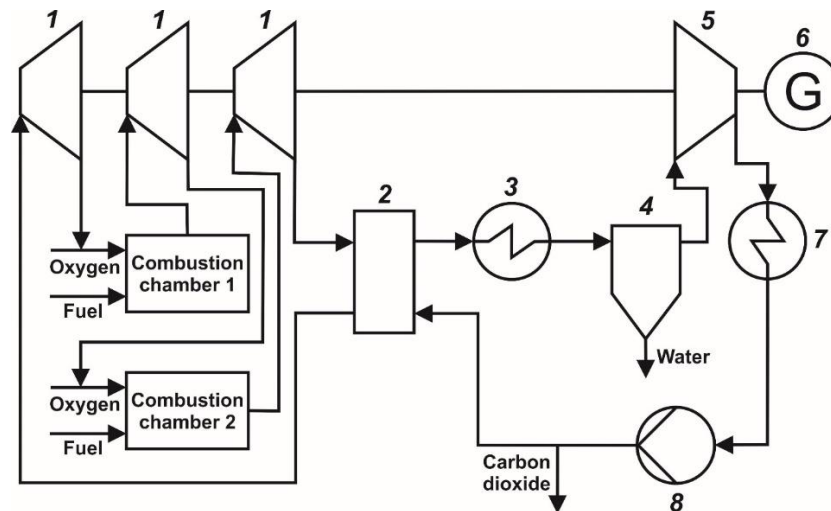 1
1
1
5
6
G
2
3
4
7
Oxygen
Combustion
chamber 1
Fuel
Water
Oxygen
Combustion
chamber 2
Fuel
Carbon
dioxide
8